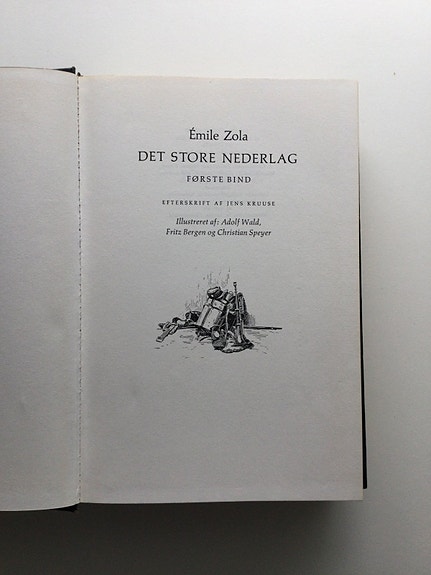 Émile Zola
DET STORE NEDERLAG
FØRSTE BIND
EFTERSKRIFT AF JENS KRUUSE
Illustreret af: Adolf Wald,
Fritz Bergen og Christian Speyer